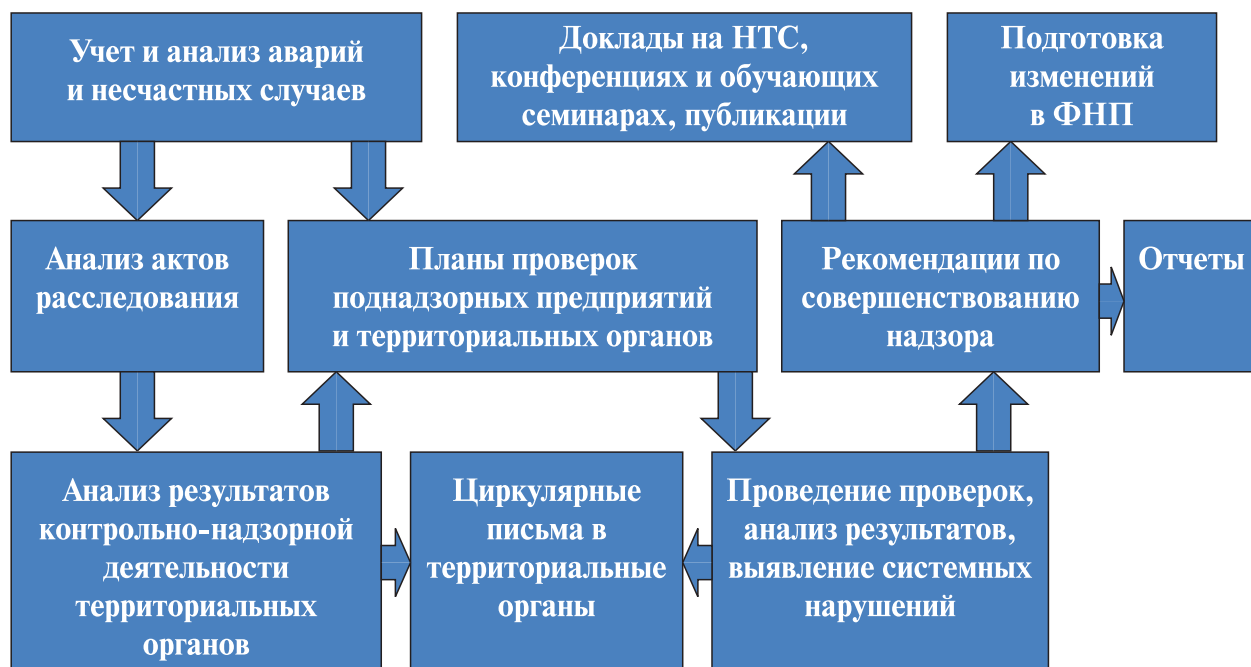 Учет и анализ аварий
и несчастных случаев
Доклады на НТС,
конференциях и обучающих
семинарах, публикации
Подготовка
изменений
в ФНП
Анализ актов
расследования
Планы проверок
поднадзорных предприятий
и территориальных органов
Рекомендации по
совершенствованию
надзора
Отчеты
Анализ результатов
контрольно-надзорной
деятельности
территориальных
органов
Циркулярные
письма в
территориальные
органы
Проведение проверок,
анализ результатов,
выявление системных
нарушений